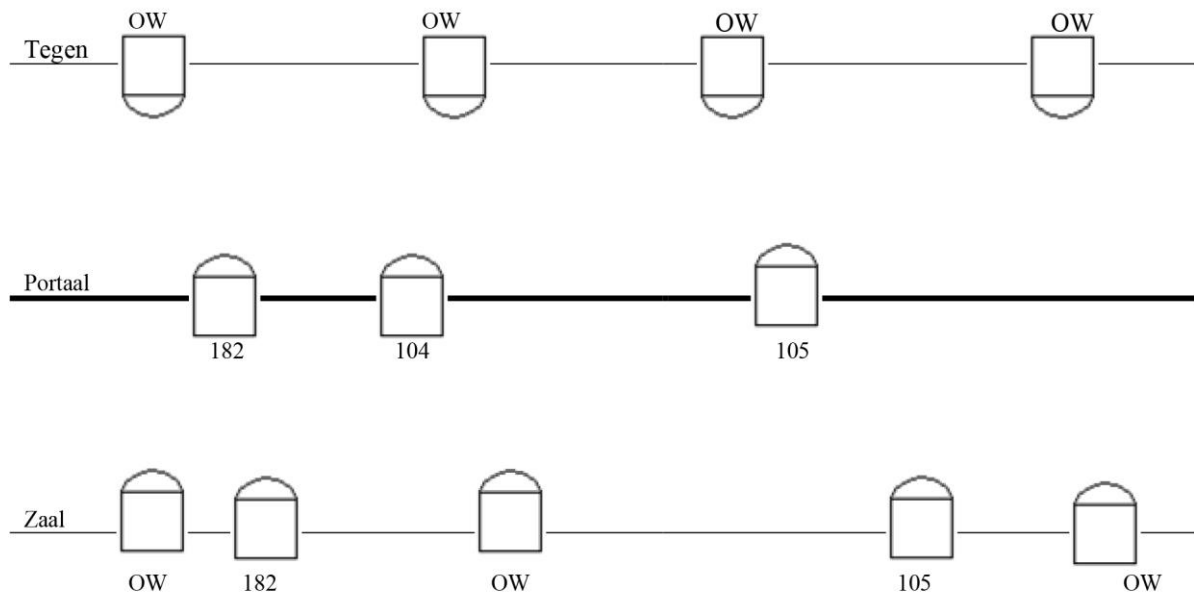 OW OW OW OW
Tegen
Portaal
182 104 105
Zaal
OW 182 OW 105 OW